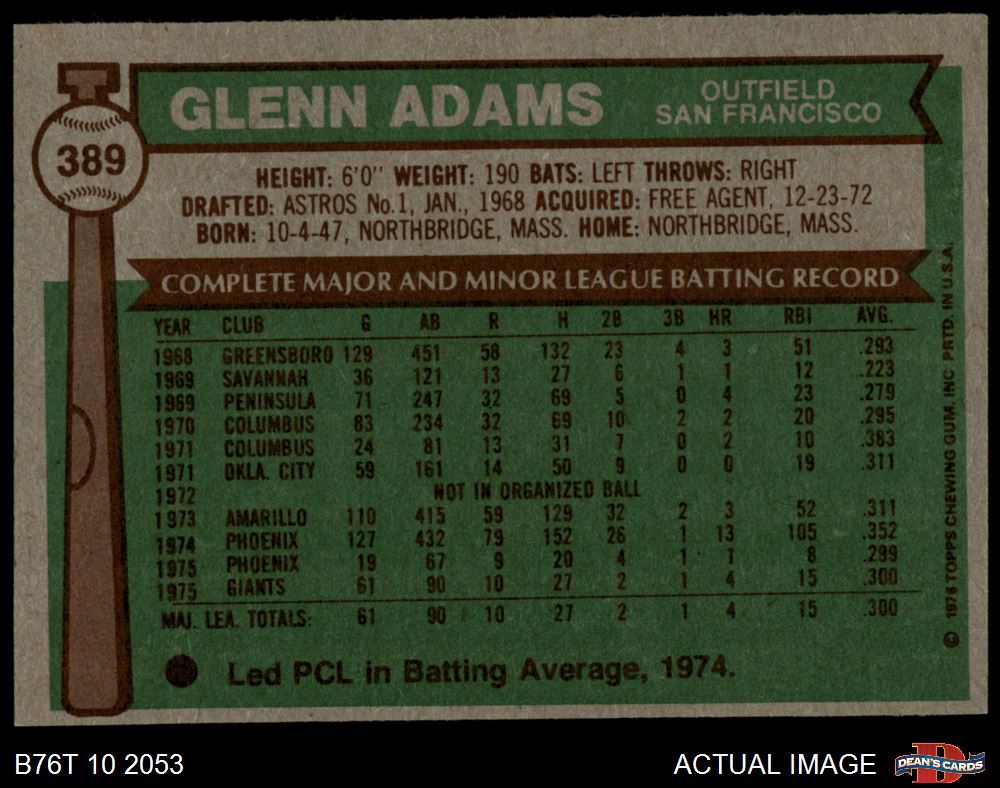 389
GLENN ADAMS
OUTFIELD
SAN FRANCISCO
HEIGHT: 6'0" WEIGHT: 190 BATS: LEFT THROWS: RIGHT
DRAFTED: ASTROS No.1, JAN., 1968 ACQUIRED: FREE AGENT, 12-23-72
BORN: 10-4-47, NORTHBRIDGE, MASS. HOME: NORTHBRIDGE, MASS.
COMPLETE MAJOR AND MINOR LEAGUE BATTING RECORD
YEAR CLUB G AB R H 2B 3B HR RBI AVG.
1968 GREENSBORO 129 451 58 132 23 4 3 51 .293
1969 SAVANNAH 36 121 13 27 6 1 1 12 .223
1969 PENINSULA 71 247 32 69 5 0 4 23 .279
1970 COLUMBUS 83 234 32 69 10 2 2 20 .295
1971 COLUMBUS 24 81 13 31 7 0 2 10 .383
1971 OKLA. CITY 59 161 14 50 9 0 0 19 .311
1972 NOT IN ORGANIZED BALL
1973 AMARILLO 110 415 59 129 32 2 3 52 .311
1974 PHOENIX 127 432 79 152 26 1 13 105 .352
1975 PHOENIX 19 67 9 20 4 1 1 8 .299
1975 GIANTS 61 90 10 27 2 1 4 15 .300
MAJ. LEA. TOTALS: 61 90 10 27 2 1 4 15 .300
Led PCL in Batting Average, 1974.
© 1976 TOPPS CHEWING GUM, INC PRTD. IN U.S.A.
B76T 10 2053
ACTUAL IMAGE
DEAN'S CARDS